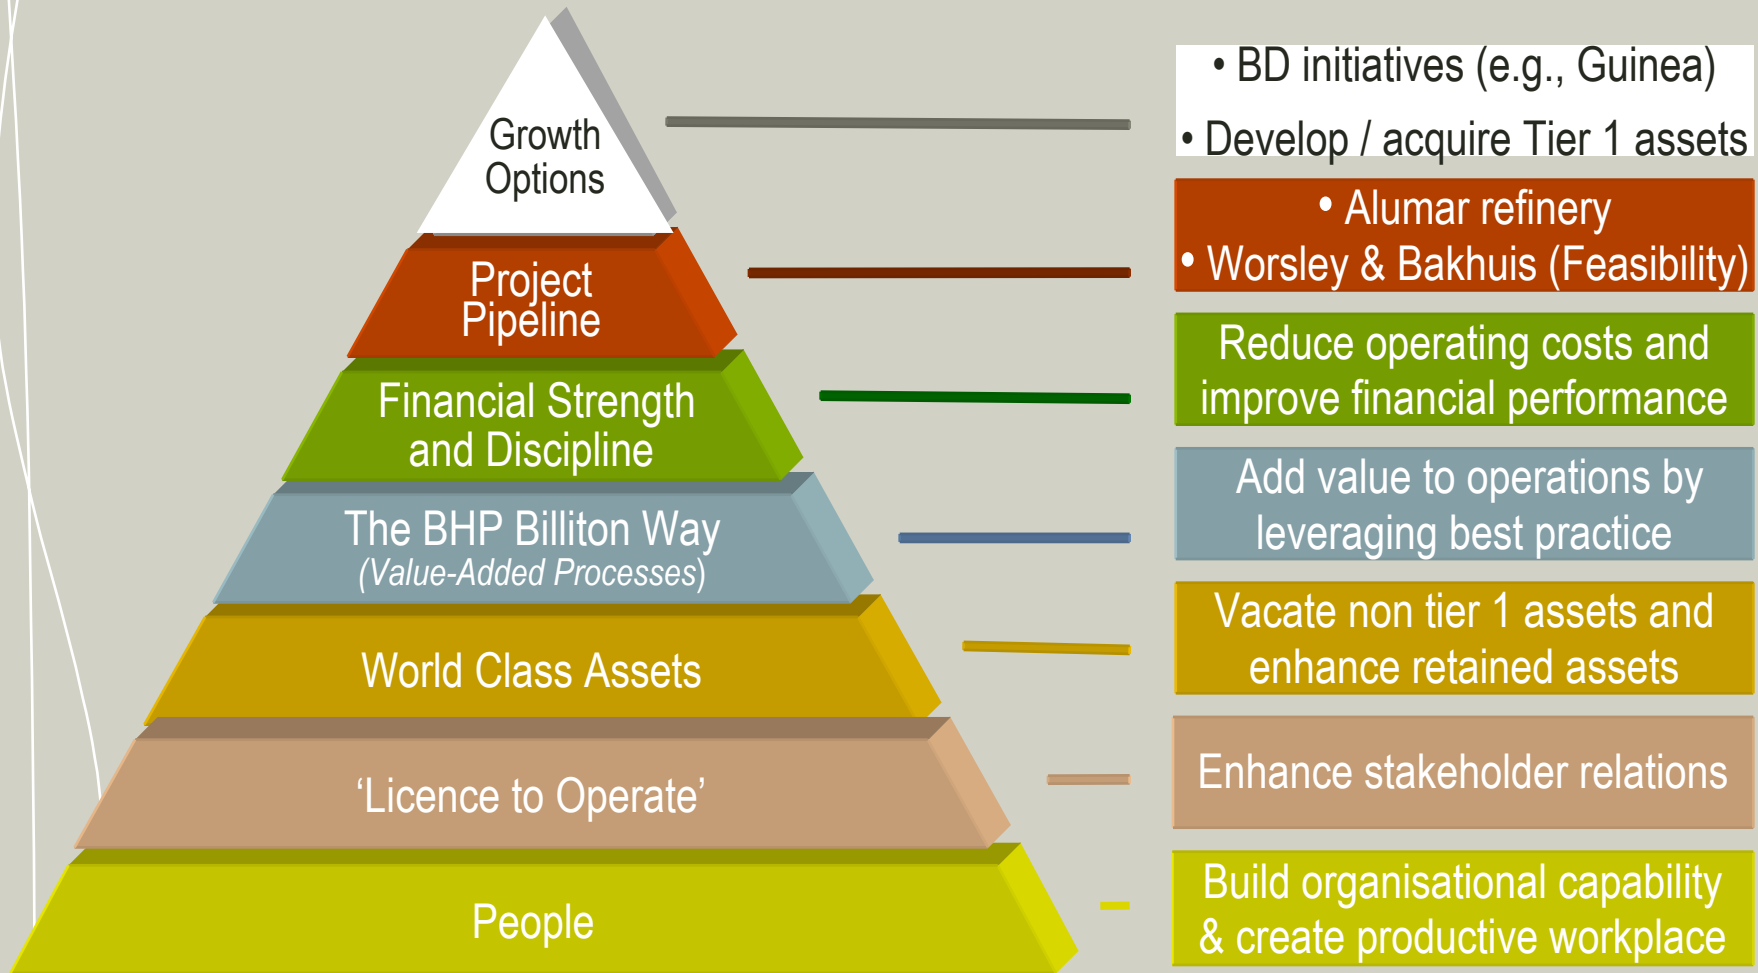 Growth
Options
• BD initiatives (e.g., Guinea)
• Develop / acquire Tier 1 assets
Project
Pipeline
• Alumar refinery
• Worsley & Bakhuis (Feasibility)
Financial Strength
and Discipline
Reduce operating costs and
improve financial performance
The BHP Billiton Way
(Value-Added Processes)
Add value to operations by
leveraging best practice
World Class Assets
Vacate non tier 1 assets and
enhance retained assets
‘Licence to Operate’
Enhance stakeholder relations
People
Build organisational capability
& create productive workplace